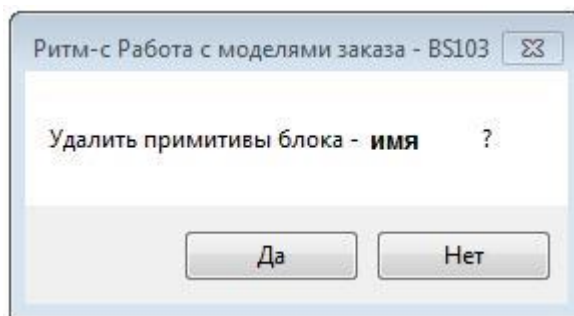 Ритм-с Работа с моделями заказа - BS103
Удалить примитивы блока - имя ?
Да Нет